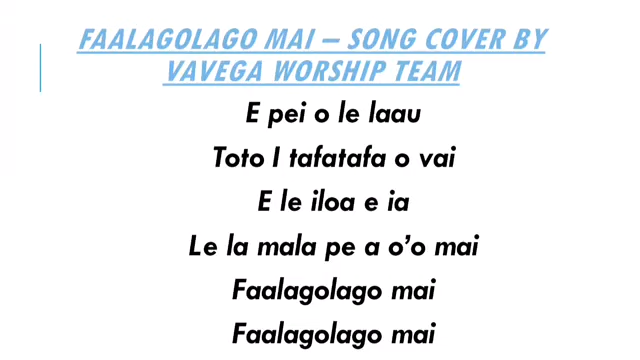 FAALAGOLAGO MAI – SONG COVER BY
VAVEGA WORSHIP TEAM
E pei o le laau
Toto I tafatafa o vai
E le iloa e ia
Le la mala pe a o’o mai
Faalagolago mai
Faalagolago mai